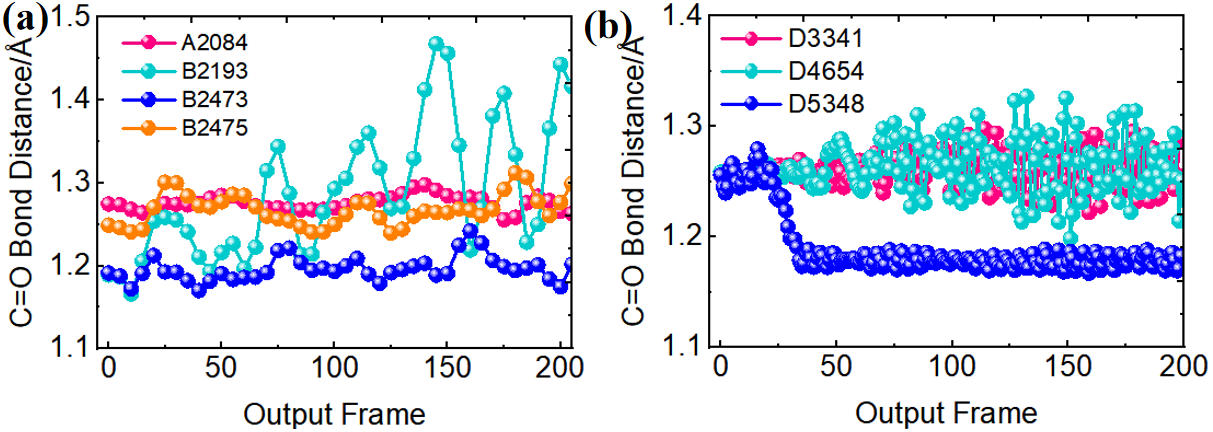 (a)
C=O Bond Distance/Å
1.5
1.4
1.3
1.2
1.1
A2084
B2193
B2473
B2475
0
50
100
150
200
Output Frame
(b)
C=O Bond Distance/Å
1.4
1.3
1.2
1.1
D3341
D4654
D5348
0
50
100
150
200
Output Frame